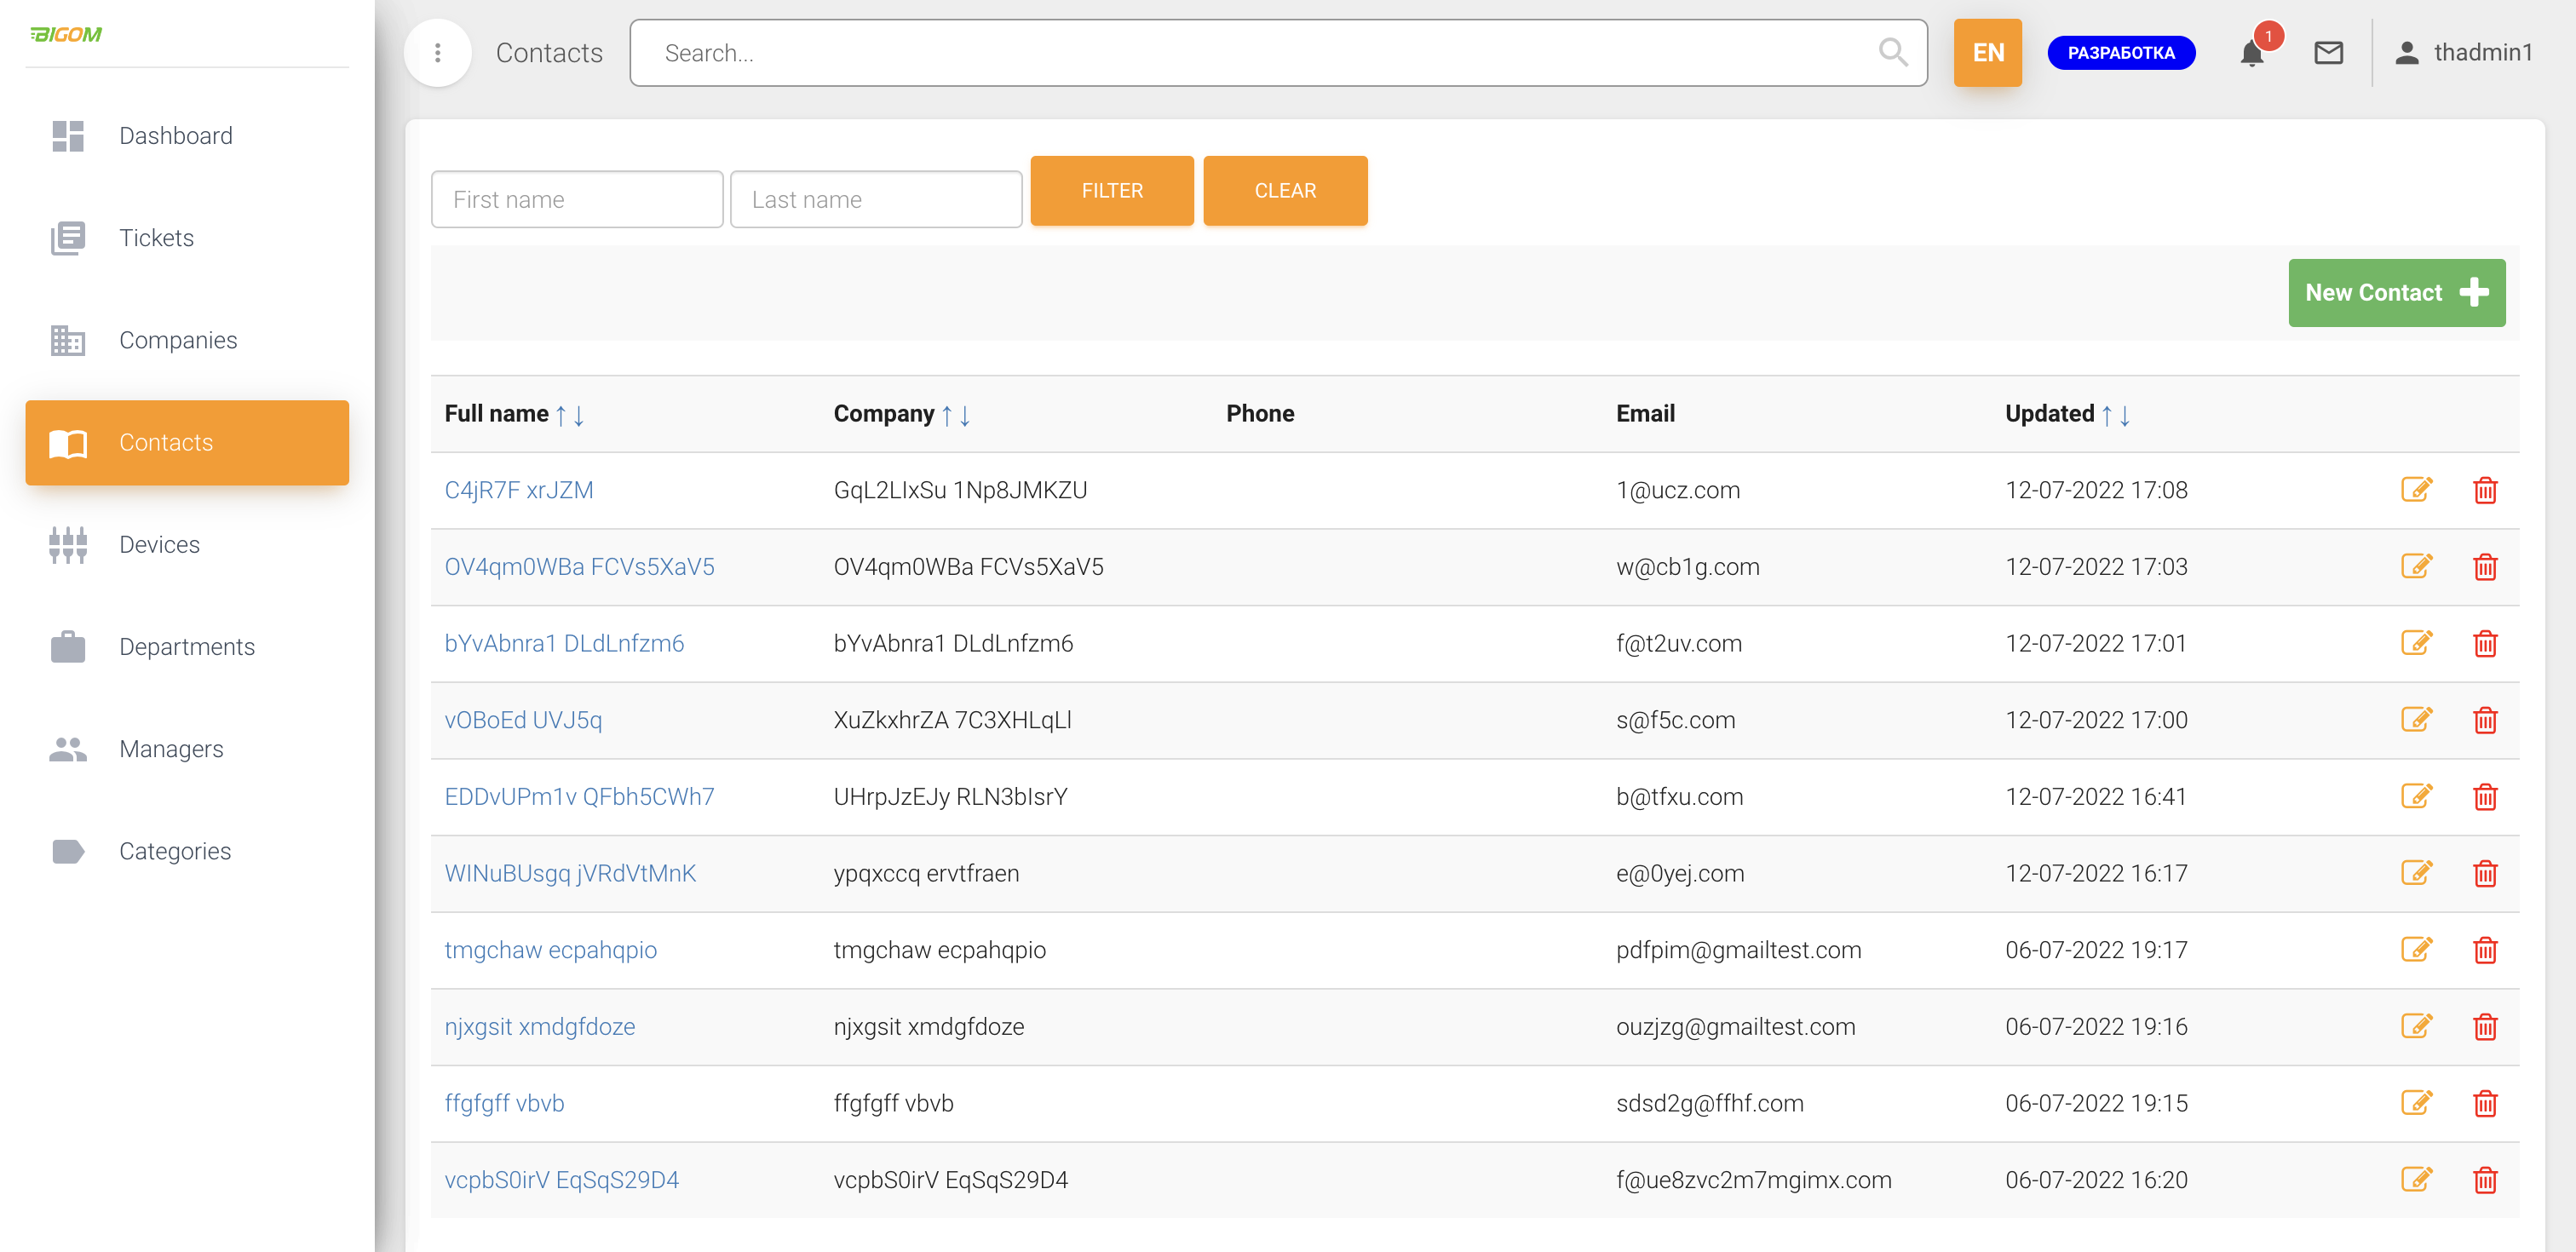 BIGOM
Dashboard
Tickets
Companies
Contacts
Devices
Departments
Managers
Categories
Contacts
Search...
EN
РАЗРАБОТКА
1
thadmin1
First name
Last name
FILTER
CLEAR
New Contact
Full name ↑↓ Company ↑↓ Phone Email Updated ↑↓
C4jR7F xrJZM GqL2LIxSu 1Np8JMKZU 1@ucz.com 12-07-2022 17:08
OV4qm0WBa FCVs5XaV5 OV4qm0WBa FCVs5XaV5 w@cb1g.com 12-07-2022 17:03
bYvAbnra1 DLdLnfzm6 bYvAbnra1 DLdLnfzm6 f@t2uv.com 12-07-2022 17:01
vOBoEd UVJ5q XuZkxhrZA 7C3XHLqLl s@f5c.com 12-07-2022 17:00
EDDvUPm1v QFbh5CWh7 UHrpJzEJy RLN3bIsrY b@tfxu.com 12-07-2022 16:41
WINuBUsgq jVRdVtMnK ypqxccq ervtfraen e@0yej.com 12-07-2022 16:17
tmgchaw ecpahqpio tmgchaw ecpahqpio pdfpim@gmailtest.com 06-07-2022 19:17
njxgsit xmdgfdoze njxgsit xmdgfdoze ouzjzg@gmailtest.com 06-07-2022 19:16
ffgfgff vbvb ffgfgff vbvb sdsd2g@ffhf.com 06-07-2022 19:15
vcpbS0irV EqSqS29D4 vcpbS0irV EqSqS29D4 f@ue8zvc2m7mgimx.com 06-07-2022 16:20